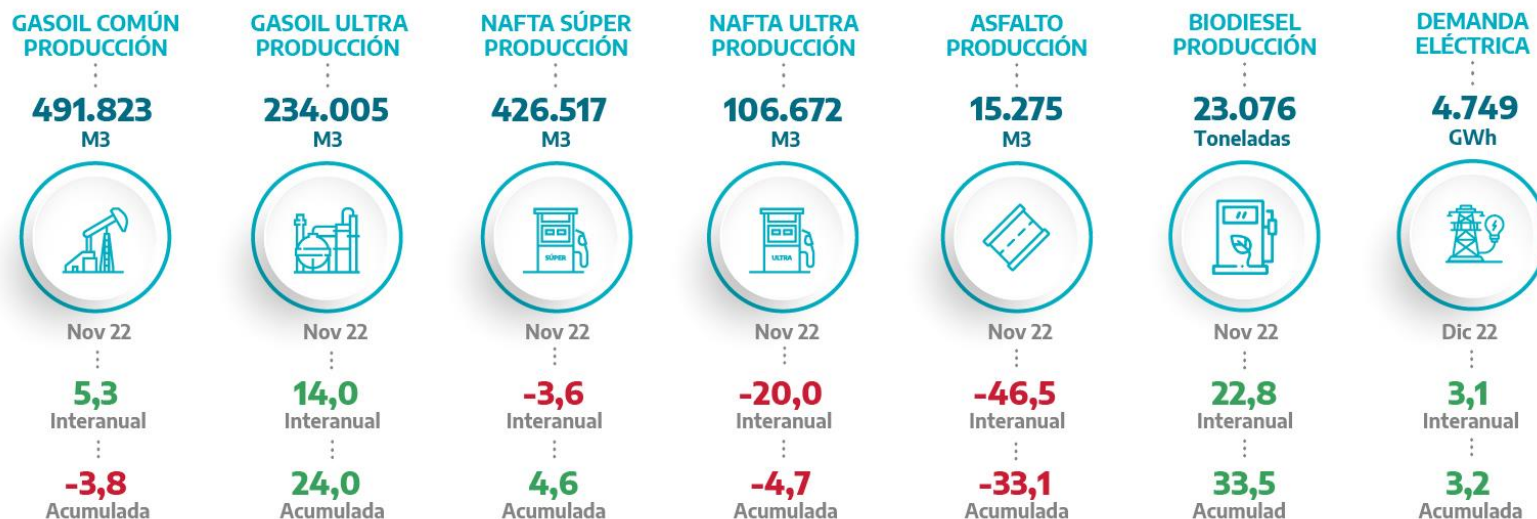 GASOIL COMÚN
PRODUCCIÓN
491.823
M3
Nov 22
5,3
Interanual
-3,8
Acumulada
GASOIL ULTRA
PRODUCCIÓN
234.005
M3
Nov 22
14,0
Interanual
24,0
Acumulada
NAFTA SÚPER
PRODUCCIÓN
426.517
M3
SÚPER
Nov 22
-3,6
Interanual
4,6
Acumulada
NAFTA ULTRA
PRODUCCIÓN
106.672
M3
ULTRA
Nov 22
-20,0
Interanual
-4,7
Acumulada
ASFALTO
PRODUCCIÓN
15.275
M3
Nov 22
-46,5
Interanual
-33,1
Acumulada
BIODIESEL
PRODUCCIÓN
23.076
Toneladas
Nov 22
22,8
Interanual
33,5
Acumulad
DEMANDA
ELÉCTRICA
4.749
GWh
Dic 22
3,1
Interanual
3,2
Acumulada